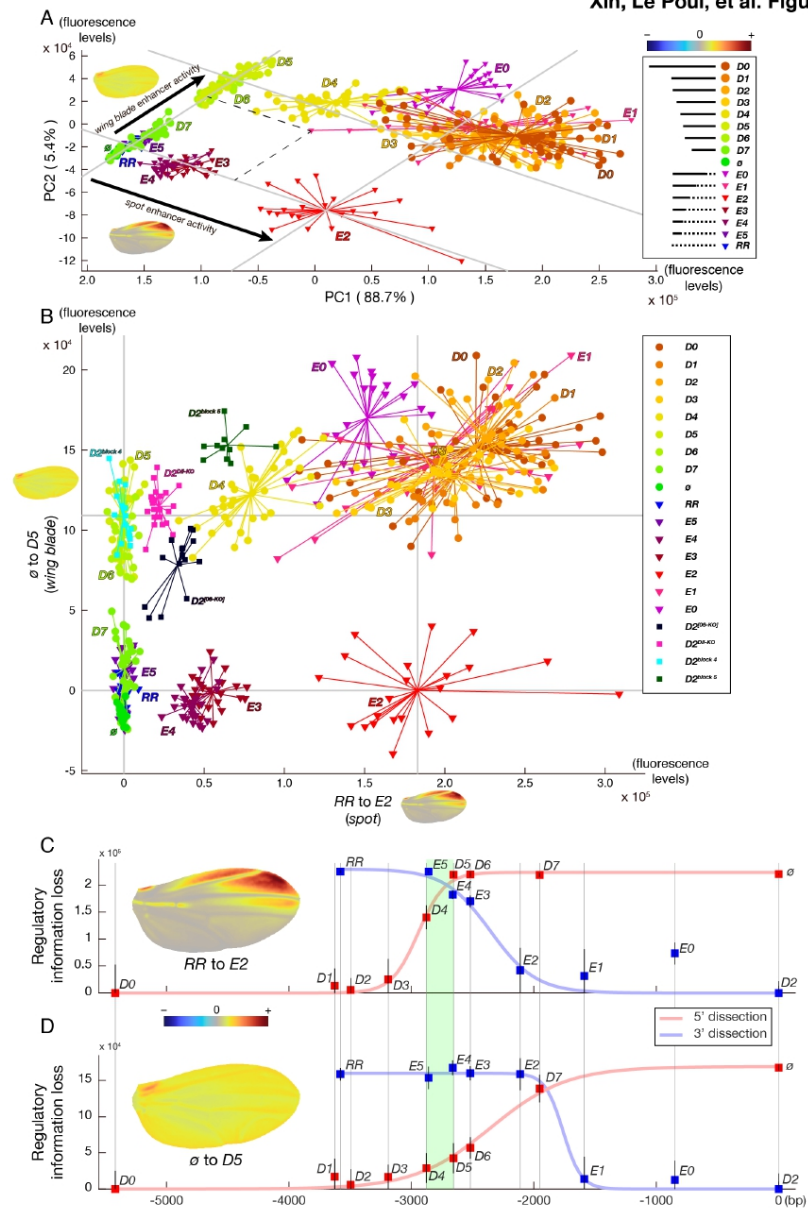 Xin, Le Poul, et al. Figu
A
(fluorescence
levels)
x 10⁴
PC2 ( 5.4% )
6
4
2
0
-2
-4
-6
-8
-10
-12
wing blade enhancer activity
spot enhancer activity
D5
D6
D4
D7
ø
E5
RR
E4
E3
E0
D2
E1
D3
D1
D0
E2
2.0
1.5
1.0
-0.5
0
0.5
1.0
1.5
2.0
2.5
3.0
PC1 ( 88.7% )
(fluorescence
levels)
x 10⁵
− 0 +
D0
D1
D2
D3
D4
D5
D6
D7
ø
E0
E1
E2
E3
E4
E5
RR
B
(fluorescence
levels)
x 10⁴
ø to D5
(wing blade)
20
15
10
5
0
-5
E0
D0
D2
E1
D1
D2block 5
D2block 4
D5
D2D6-KO
D4
D3
D3
D6
D2[D6-KO]
D7
E5
RR
E4
E3
ø
E2
0
0.5
1.0
1.5
2.0
2.5
3.0
RR to E2
(spot)
(fluorescence
levels)
x 10⁵
D0
D1
D2
D3
D4
D5
D6
D7
ø
RR
E5
E4
E3
E2
E1
E0
D2[D6-KO]
D2D6-KO
D2block 4
D2block 5
C
x 10⁵
Regulatory
information loss
2
1.5
1
0.5
0
RR to E2
D0
D1
D2
D3
D4
RR
E5
D5
D6
E4
E3
D7
ø
E2
E1
E0
D2
− 0 +
5' dissection
3' dissection
D
x 10⁴
Regulatory
information loss
15
10
5
0
ø to D5
D0
D1
D2
D3
D4
D5
D6
RR
E5
E4
E3
E2
D7
ø
E1
E0
D2
-5000
-4000
-3000
-2000
-1000
0 (bp)